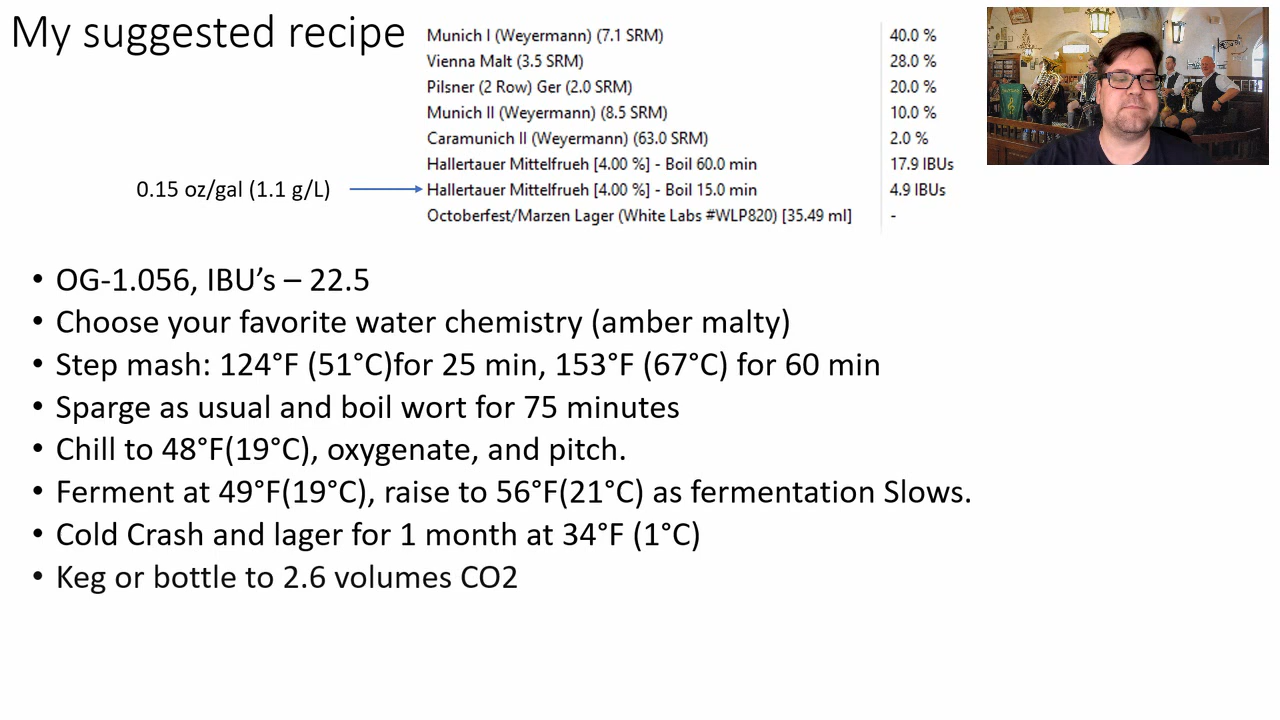 My suggested recipe
Munich I (Weyermann) (7.1 SRM) 40.0 %
Vienna Malt (3.5 SRM) 28.0 %
Pilsner (2 Row) Ger (2.0 SRM) 20.0 %
Munich II (Weyermann) (8.5 SRM) 10.0 %
Caramunich II (Weyermann) (63.0 SRM) 2.0 %
Hallertauer Mittelfrueh [4.00 %] - Boil 60.0 min 17.9 IBUs
0.15 oz/gal (1.1 g/L) Hallertauer Mittelfrueh [4.00 %] - Boil 15.0 min 4.9 IBUs
Octoberfest/Marzen Lager (White Labs #WLP820) [35.49 ml] -
• OG-1.056, IBU's – 22.5
• Choose your favorite water chemistry (amber malty)
• Step mash: 124°F (51°C)for 25 min, 153°F (67°C) for 60 min
• Sparge as usual and boil wort for 75 minutes
• Chill to 48°F(19°C), oxygenate, and pitch.
• Ferment at 49°F(19°C), raise to 56°F(21°C) as fermentation Slows.
• Cold Crash and lager for 1 month at 34°F (1°C)
• Keg or bottle to 2.6 volumes CO2